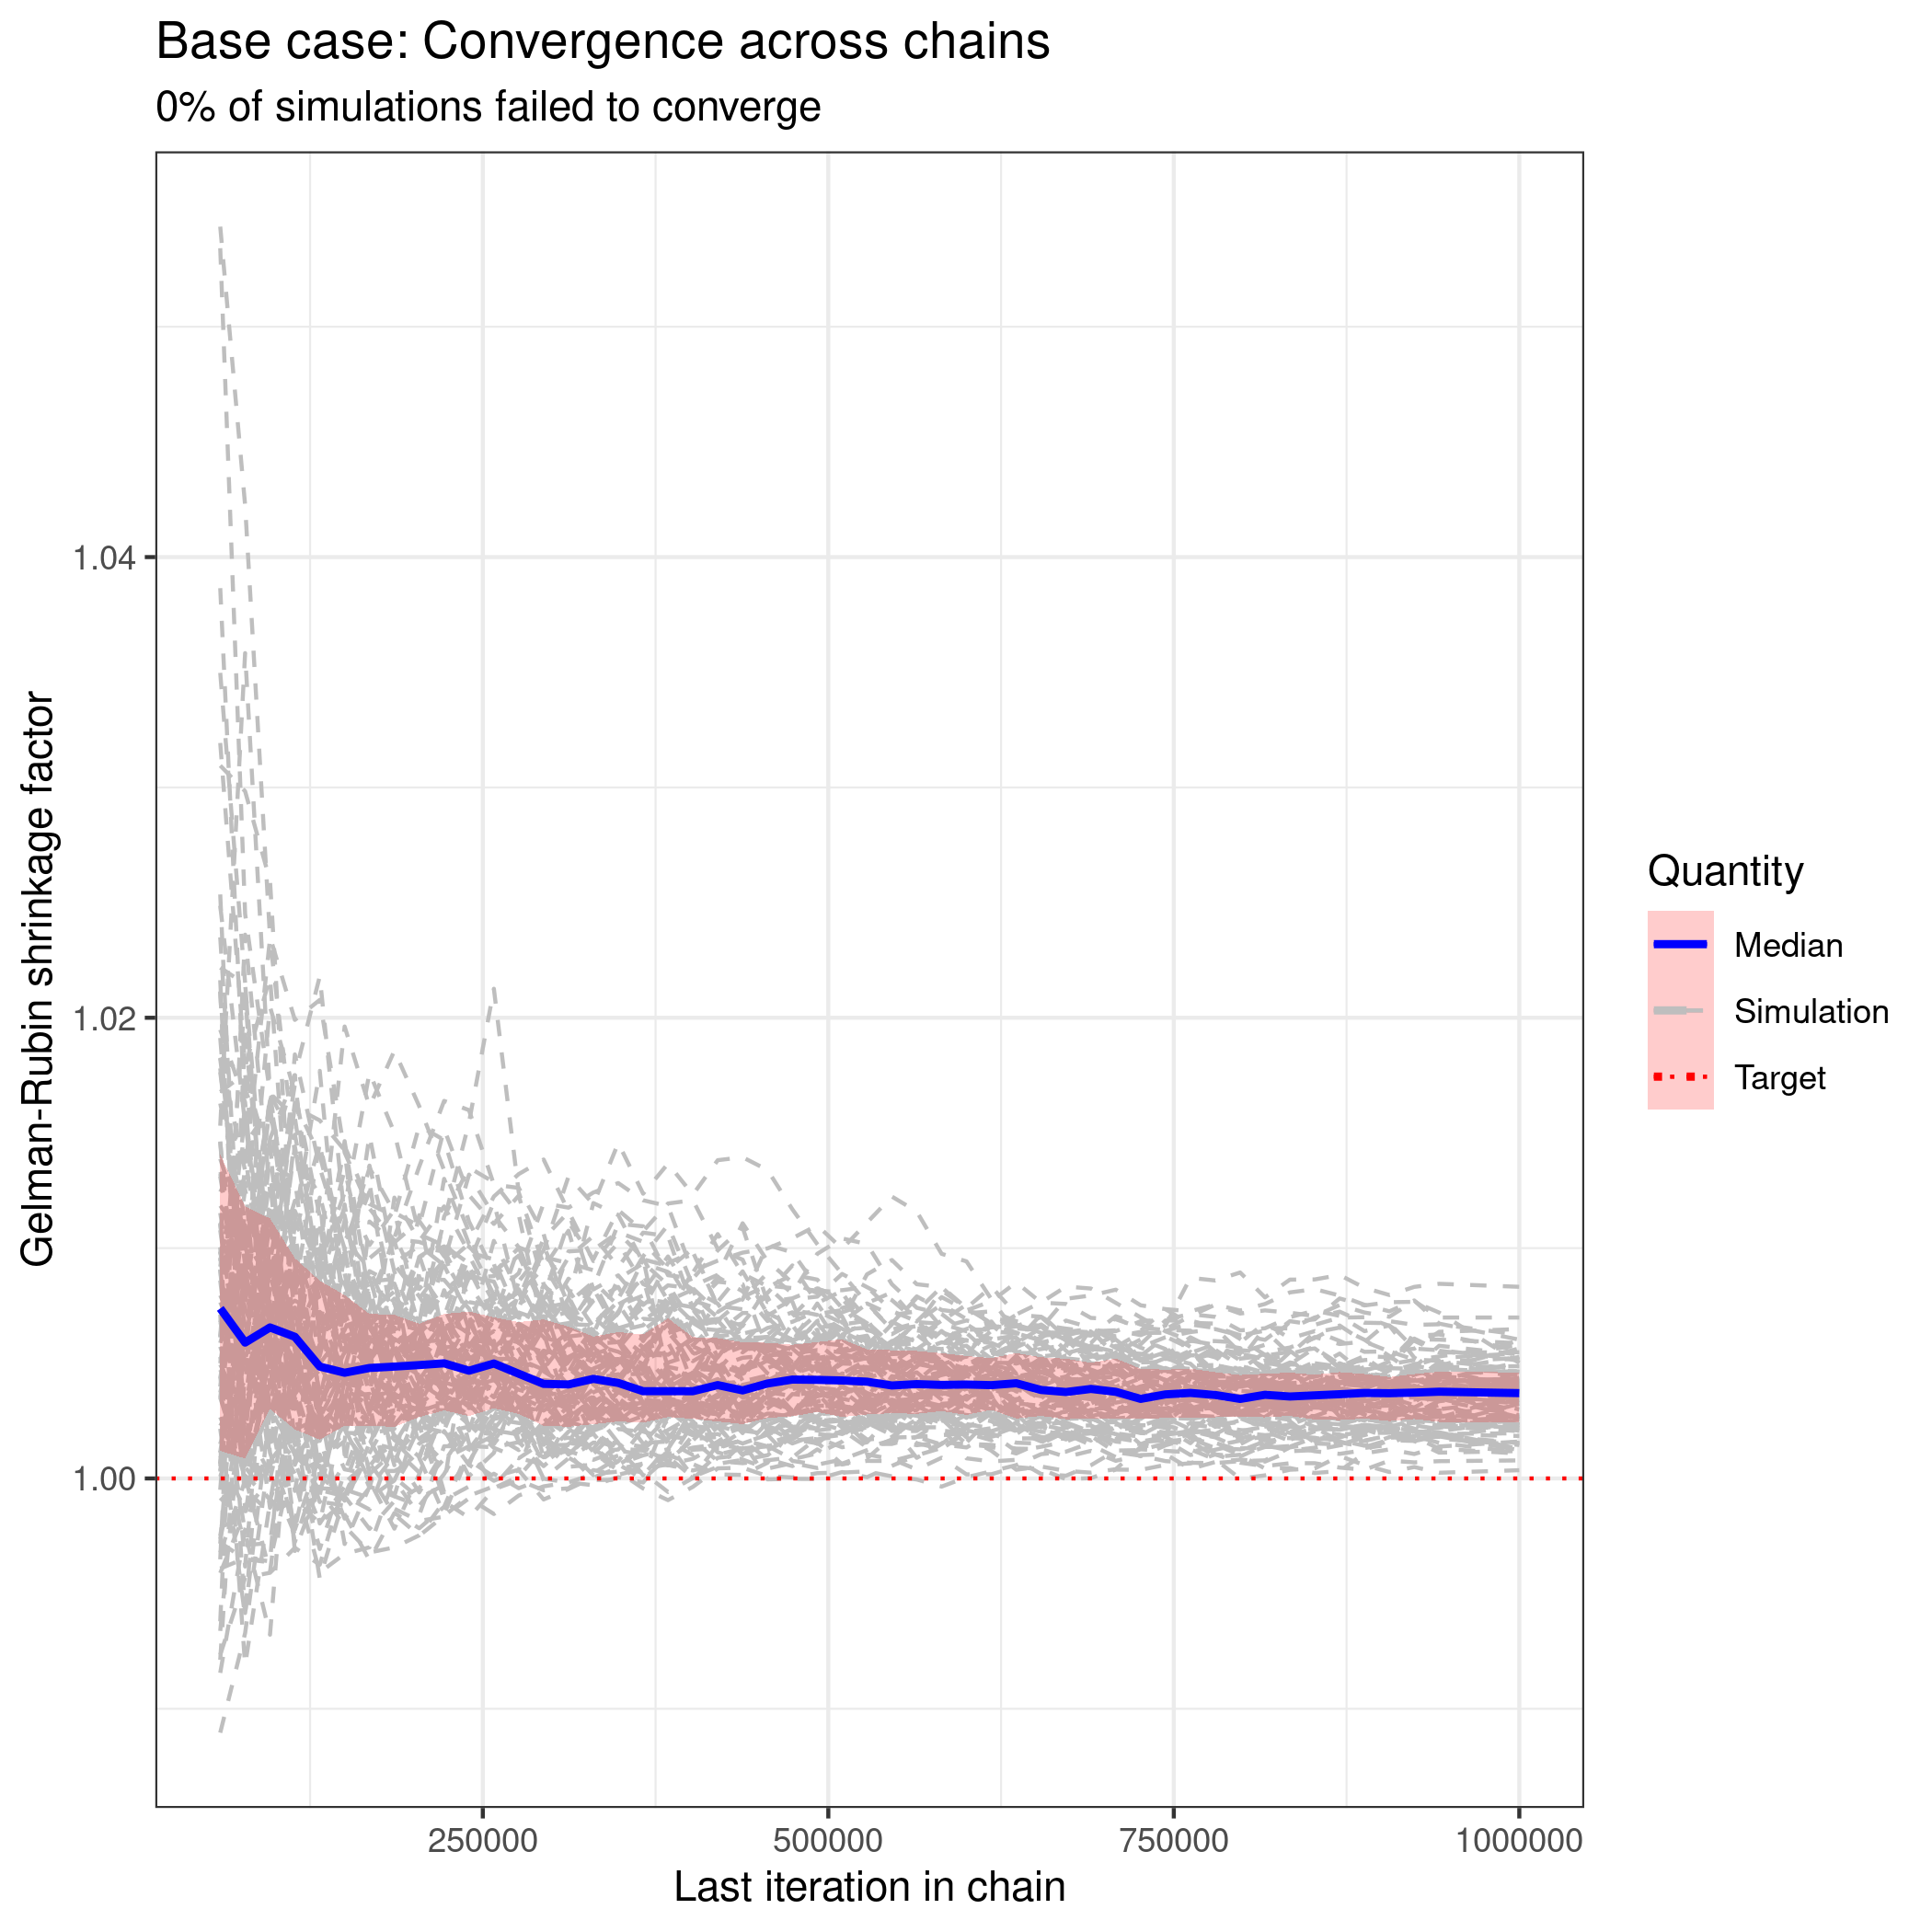 Base case: Convergence across chains
0% of simulations failed to converge
Gelman-Rubin shrinkage factor
1.04
1.02
1.00
250000
500000
750000
1000000
Last iteration in chain
Quantity
Median
Simulation
Target